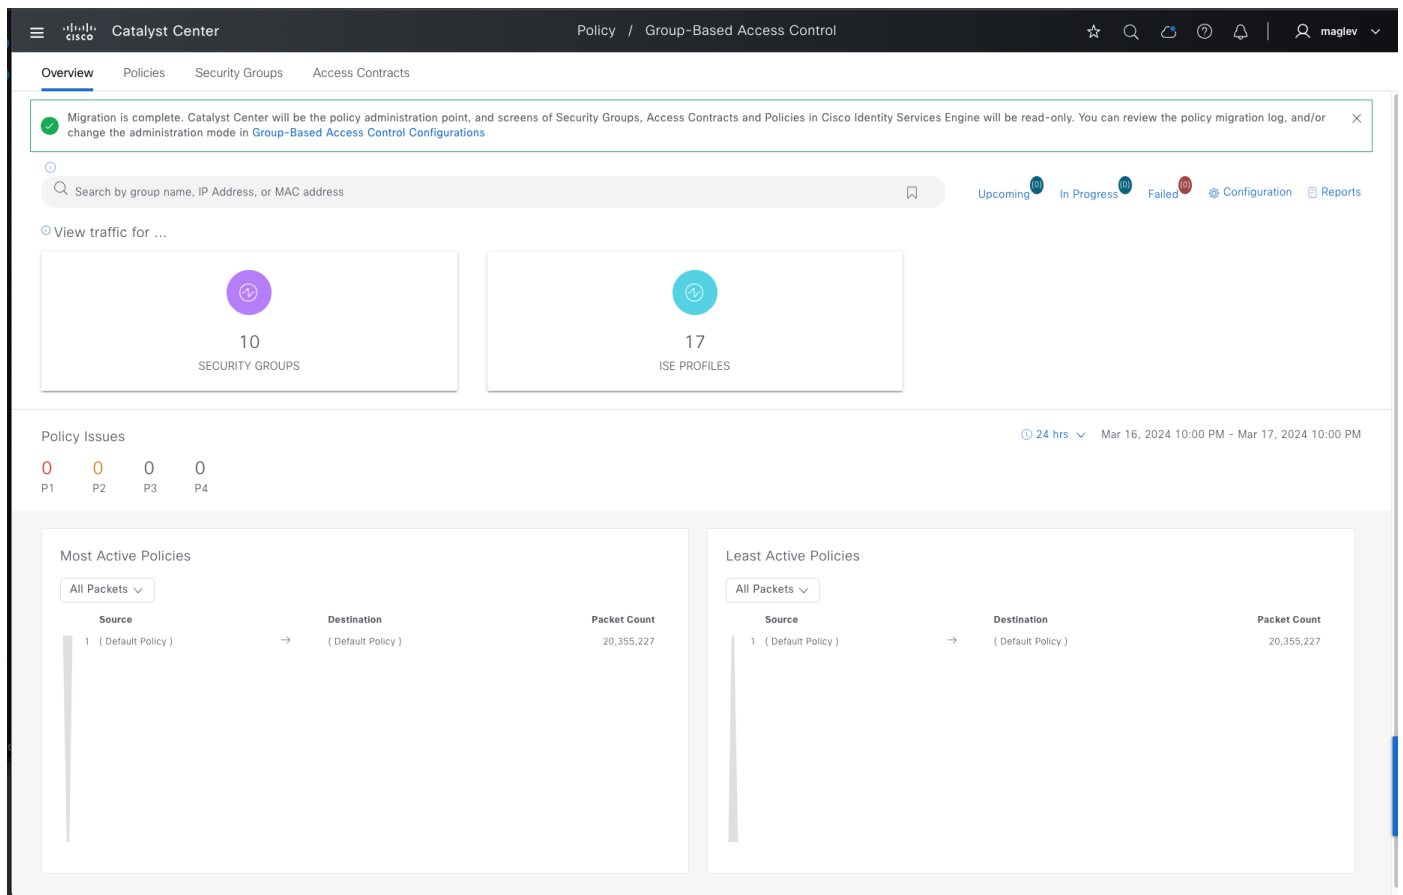 cisco Catalyst Center
Policy / Group-Based Access Control
maglev
Overview Policies Security Groups Access Contracts
Migration is complete. Catalyst Center will be the policy administration point, and screens of Security Groups, Access Contracts and Policies in Cisco Identity Services Engine will be read-only. You can review the policy migration log, and/or
change the administration mode in Group-Based Access Control Configurations
Search by group name, IP Address, or MAC address
Upcoming (0) In Progress (0) Failed (0) Configuration Reports
View traffic for ...
10
SECURITY GROUPS
17
ISE PROFILES
Policy Issues
24 hrs Mar 16, 2024 10:00 PM - Mar 17, 2024 10:00 PM
0 0 0 0
P1 P2 P3 P4
Most Active Policies
All Packets
Source Destination Packet Count
1 ( Default Policy ) → ( Default Policy ) 20,355,227
Least Active Policies
All Packets
Source Destination Packet Count
1 ( Default Policy ) → ( Default Policy ) 20,355,227